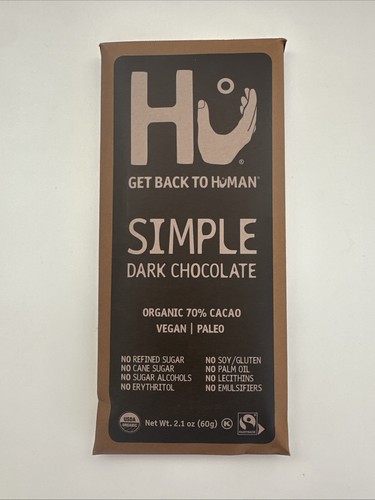 Hu®
GET BACK TO HUMAN®
SIMPLE
DARK CHOCOLATE
ORGANIC 70% CACAO
VEGAN | PALEO
NO REFINED SUGAR
NO CANE SUGAR
NO SUGAR ALCOHOLS
NO ERYTHRITOL
NO SOY/GLUTEN
NO PALM OIL
NO LECITHINS
NO EMULSIFIERS
USDA
ORGANIC
Net Wt. 2.1 oz (60g)
K